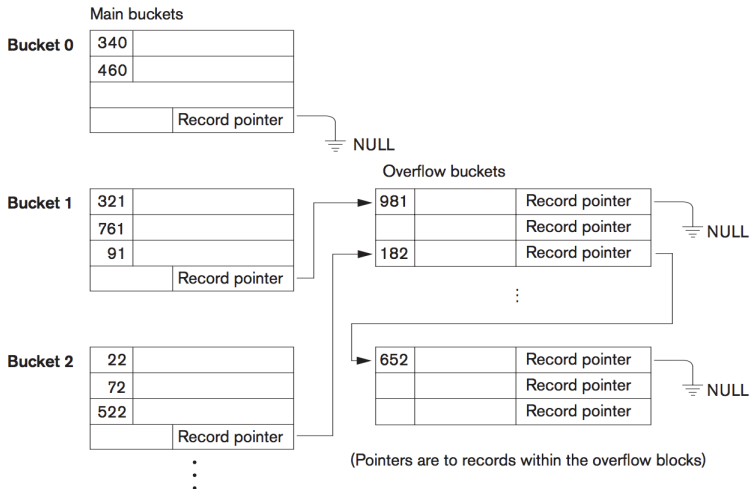 Main buckets
Bucket 0
340
460
Record pointer
NULL
Overflow buckets
Bucket 1
321
761
91
Record pointer
981 Record pointer
Record pointer
182 Record pointer
NULL
Bucket 2
22
72
522
Record pointer
652 Record pointer
Record pointer
Record pointer
NULL
(Pointers are to records within the overflow blocks)